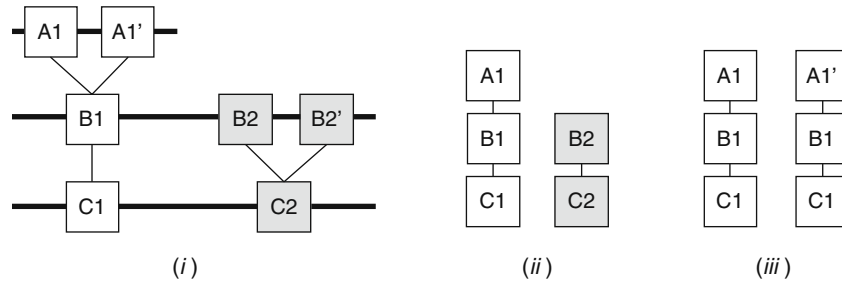 A1 A1'
B1 B2 B2'
C1 C2
(i)
A1
B1 B2
C1 C2
(ii)
A1 A1'
B1 B1
C1 C1
(iii)